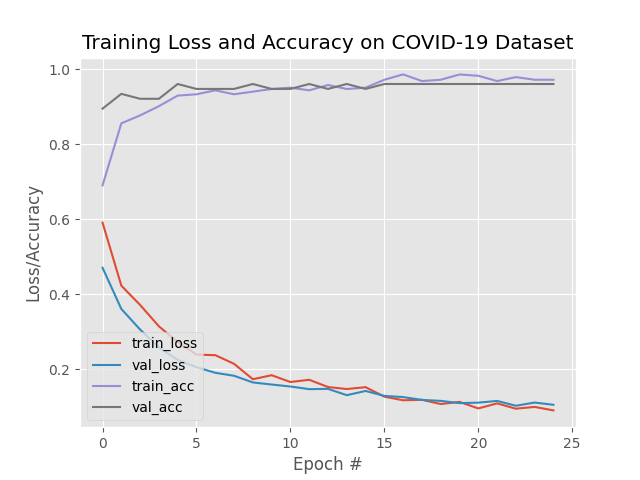 Training Loss and Accuracy on COVID-19 Dataset
1.0
0.8
0.6
0.4
0.2
Loss/Accuracy
train_loss
val_loss
train_acc
val_acc
0 5 10 15 20 25
Epoch #